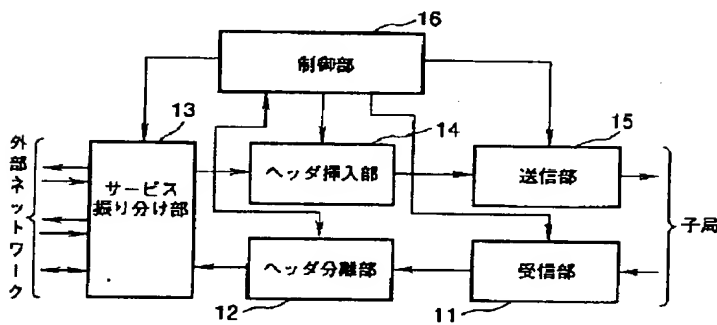 16
制御部
13
14
15
外部ネットワーク
サービス
振り分け部
ヘッダ挿入部
送信部
子局
ヘッダ分離部
受信部
12
11